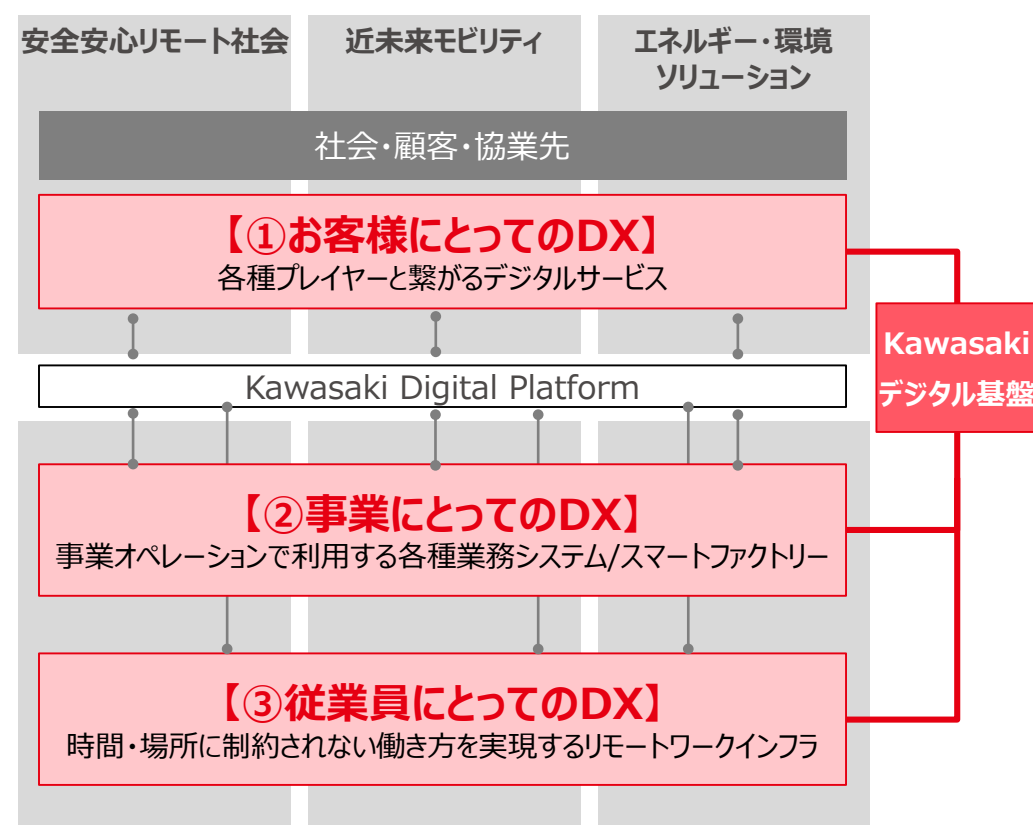 安全安心リモート社会
近未来モビリティ
エネルギー・環境
ソリューション
社会・顧客・協業先
【①お客様にとってのDX】
各種プレイヤーと繋がるデジタルサービス
Kawasaki
デジタル基盤
Kawasaki Digital Platform
【②事業にとってのDX】
事業オペレーションで利用する各種業務システム/スマートファクトリー
【③従業員にとってのDX】
時間・場所に制約されない働き方を実現するリモートワークインフラ